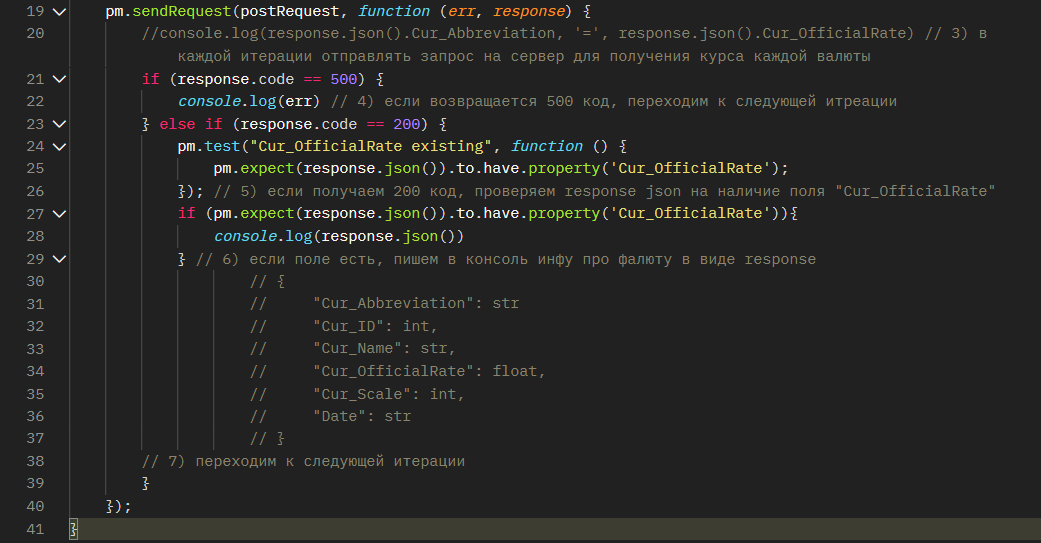 19 pm.sendRequest(postRequest, function (err, response) {
20 //console.log(response.json().Cur_Abbreviation, '=', response.json().Cur_OfficialRate) // 3) в
каждой итерации отправлять запрос на сервер для получения курса каждой валюты
21 if (response.code == 500) {
22 console.log(err) // 4) если возвращается 500 код, переходим к следующей итреации
23 } else if (response.code == 200) {
24 pm.test("Cur_OfficialRate existing", function () {
25 pm.expect(response.json()).to.have.property('Cur_OfficialRate');
26 }); // 5) если получаем 200 код, проверяем response json на наличие поля "Cur_OfficialRate"
27 if (pm.expect(response.json()).to.have.property('Cur_OfficialRate')){
28 console.log(response.json())
29 } // 6) если поле есть, пишем в консоль инфу про фалюту в виде response
30 // {
31 // "Cur_Abbreviation": str
32 // "Cur_ID": int,
33 // "Cur_Name": str,
34 // "Cur_OfficialRate": float,
35 // "Cur_Scale": int,
36 // "Date": str
37 // }
38 // 7) переходим к следующей итерации
39 }
40 });
41 }